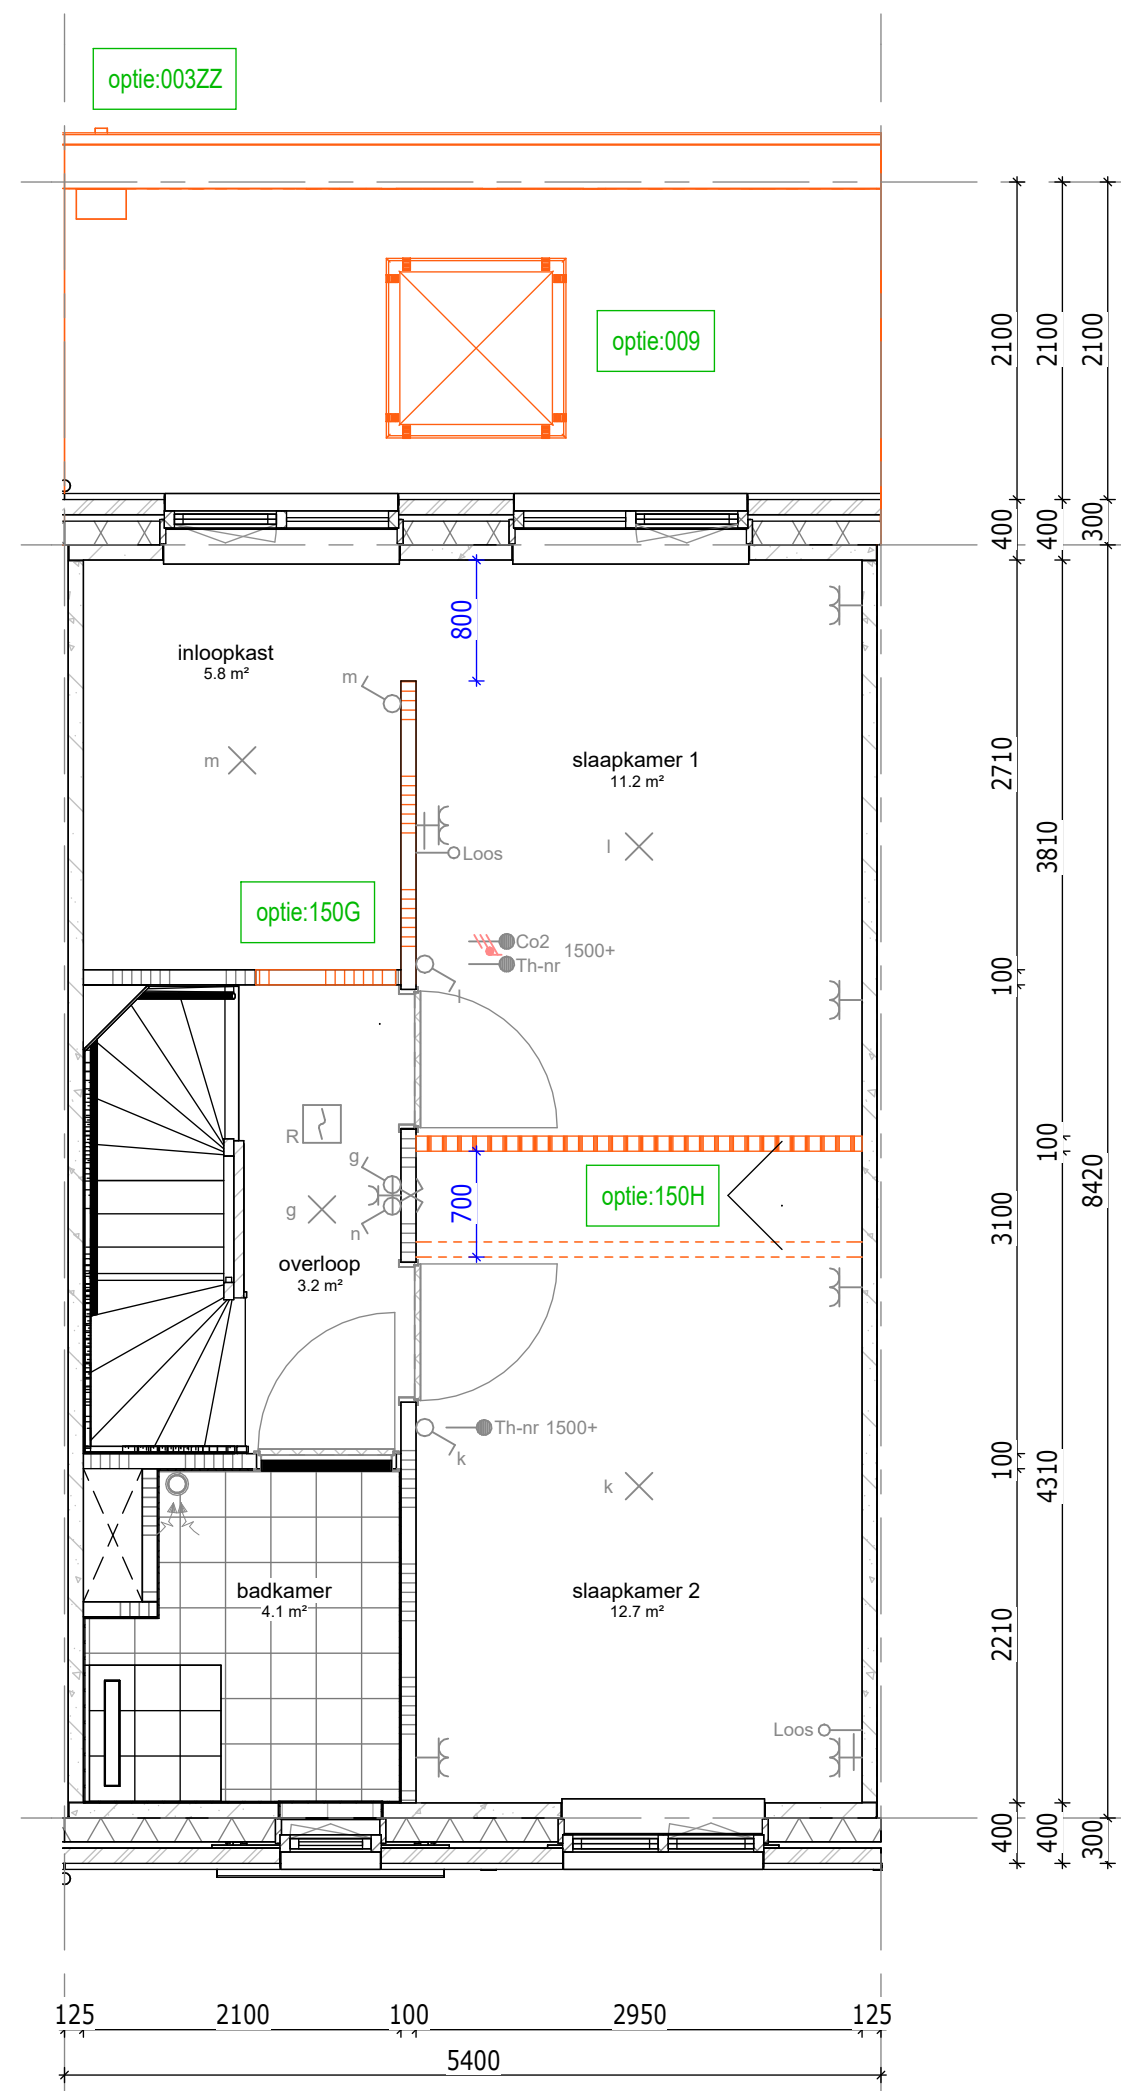 optie:003ZZ
optie:009
2100
2100
2100
400
400
300
800
inloopkast
5.8 m²
m
m
slaapkamer 1
11.2 m²
l
Loos
optie:150G
Co2
Th-nr
1500+
l
2710
3810
100
R
g
g
n
700
optie:150H
100
3100
8420
overloop
3.2 m²
Th-nr 1500+
k
k
100
4310
badkamer
4.1 m²
slaapkamer 2
12.7 m²
2210
Loos
400
400
300
125
2100
100
2950
125
5400